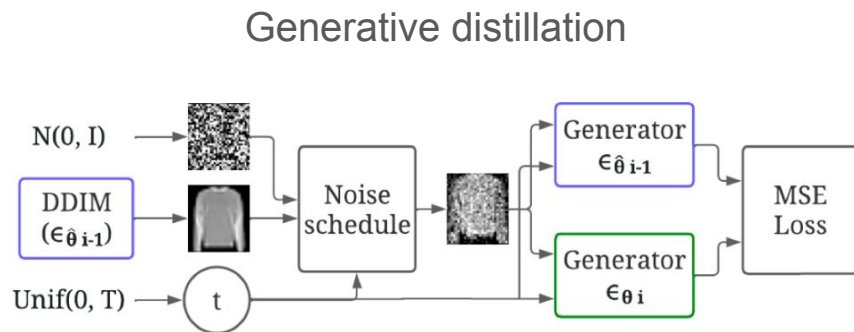 Generative distillation
N(0, I)
DDIM
(ϵθ̂ i-1)
Unif(0, T)
t
Noise
schedule
Generator
ϵθ̂ i-1
Generator
ϵθ i
MSE
Loss